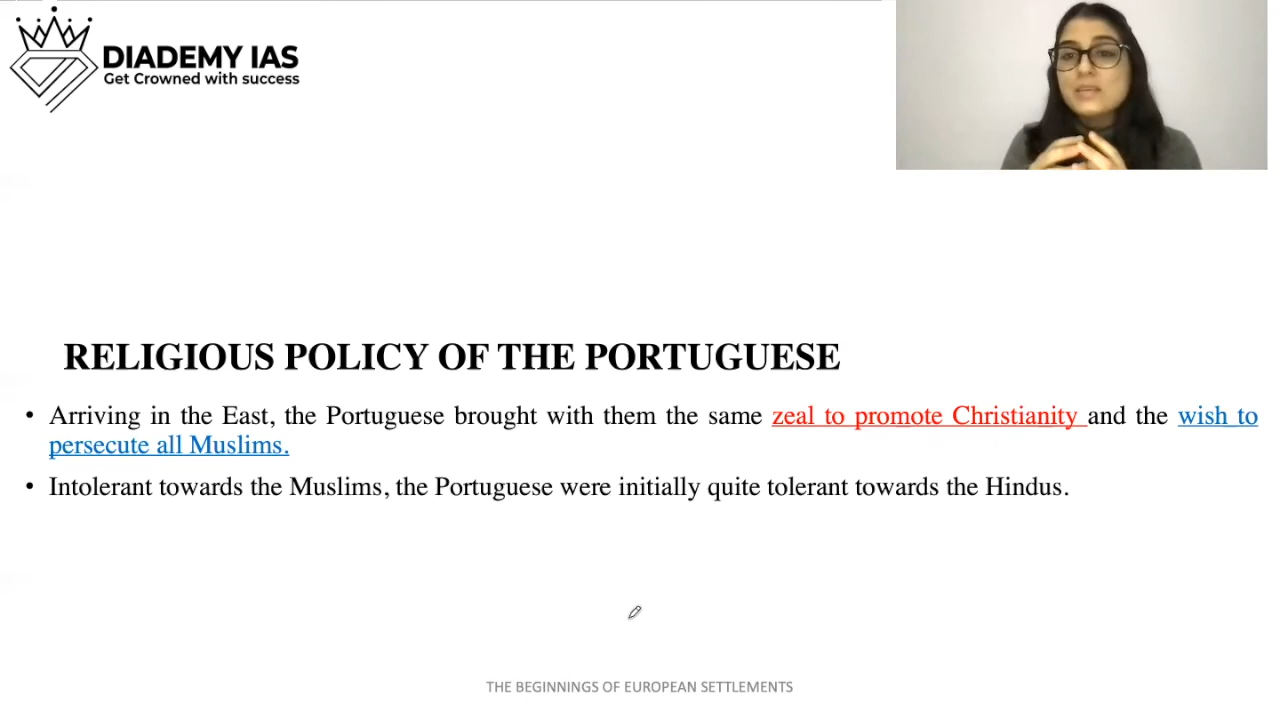 DIADEMY IAS
Get Crowned with success
RELIGIOUS POLICY OF THE PORTUGUESE
• Arriving in the East, the Portuguese brought with them the same zeal to promote Christianity and the wish to
persecute all Muslims.
• Intolerant towards the Muslims, the Portuguese were initially quite tolerant towards the Hindus.
THE BEGINNINGS OF EUROPEAN SETTLEMENTS